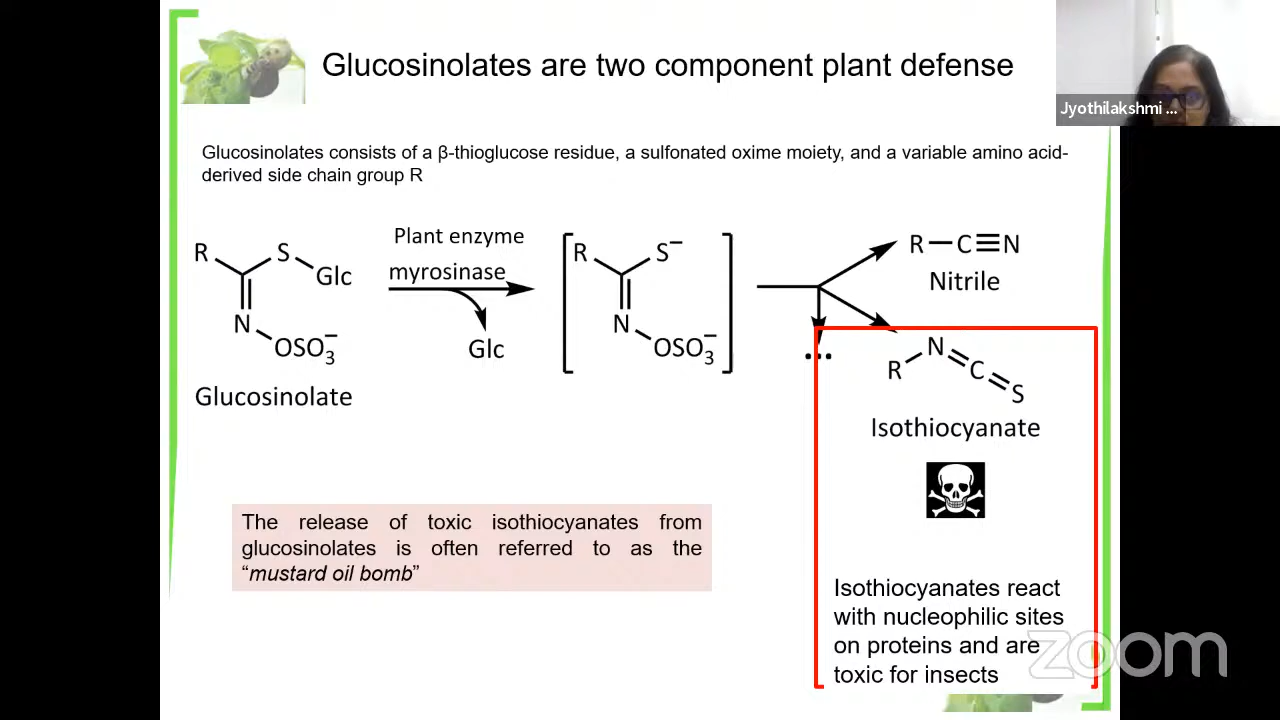 Glucosinolates are two component plant defense
Jyothilakshmi ...
Glucosinolates consists of a β-thioglucose residue, a sulfonated oxime moiety, and a variable amino acid-
derived side chain group R
R
S
Glc
N
OSO3−
Glucosinolate
Plant enzyme
myrosinase
Glc
R
S−
N
OSO3−
R—C≡N
Nitrile
...
R
N
C
S
Isothiocyanate
The release of toxic isothiocyanates from
glucosinolates is often referred to as the
“mustard oil bomb”
Isothiocyanates react
with nucleophilic sites
on proteins and are
toxic for insects
zoom